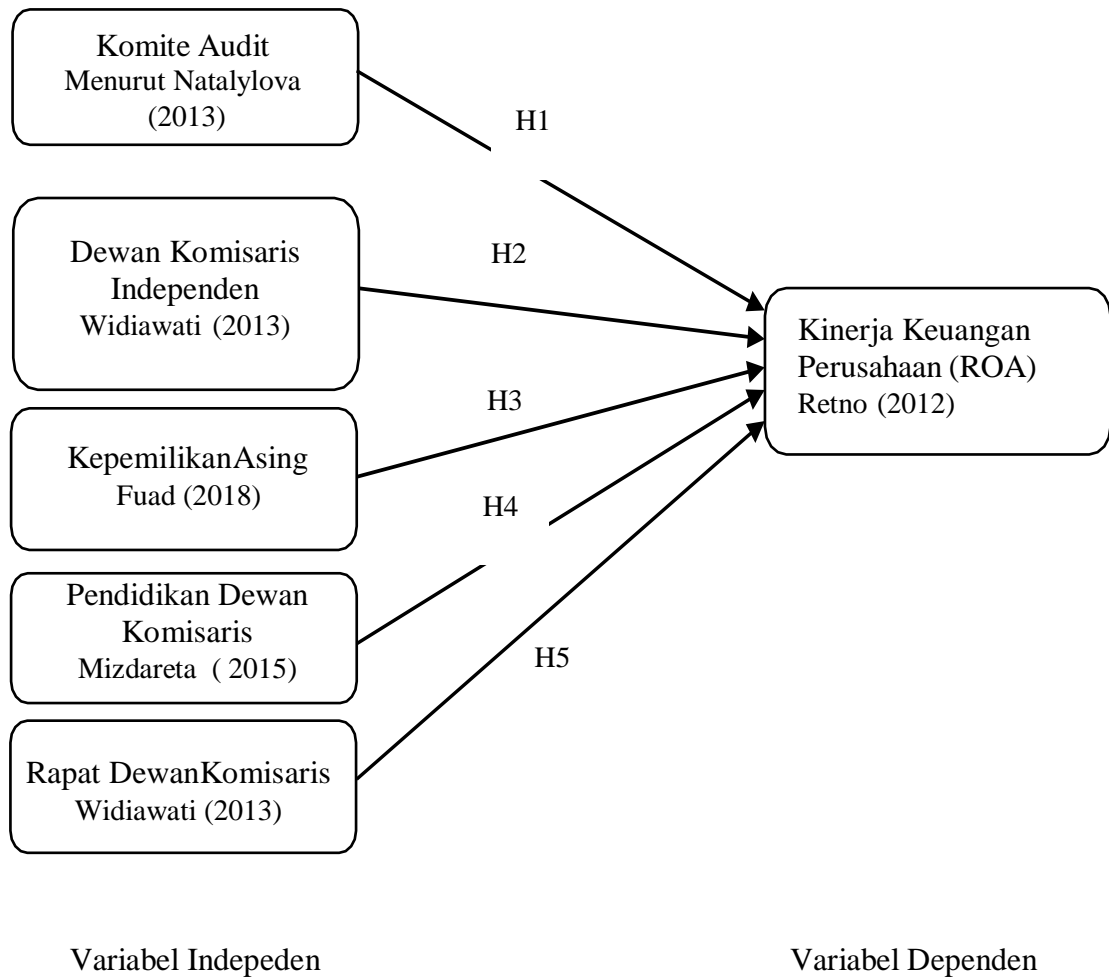 Komite Audit
Menurut Natalylova
(2013)
H1
Dewan Komisaris
Independen
Widiawati (2013)
H2
Kinerja Keuangan
Perusahaan (ROA)
Retno (2012)
KepemilikanAsing
Fuad (2018)
H3
H4
Pendidikan Dewan
Komisaris
Mizdareta ( 2015)
H5
Rapat DewanKomisaris
Widiawati (2013)
Variabel Indepeden
Variabel Dependen